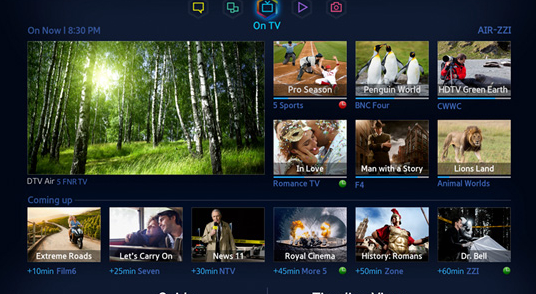 On TV
On Now | 8:30 PM
AIR-ZZI
Pro Season
Penguin World
HDTV Green Earth
5 Sports
BNC Four
CWWC
In Love
Man with a Story
Lions Land
DTV Air 5 FNR TV
Romance TV
F4
Animal Worlds
Coming up
Extreme Roads
Let's Carry On
News 11
Royal Cinema
History: Romans
Dr. Bell
+10min Film6
+25min Seven
+30min NTV
+45min More 5
+50min Zone
+60min ZZI